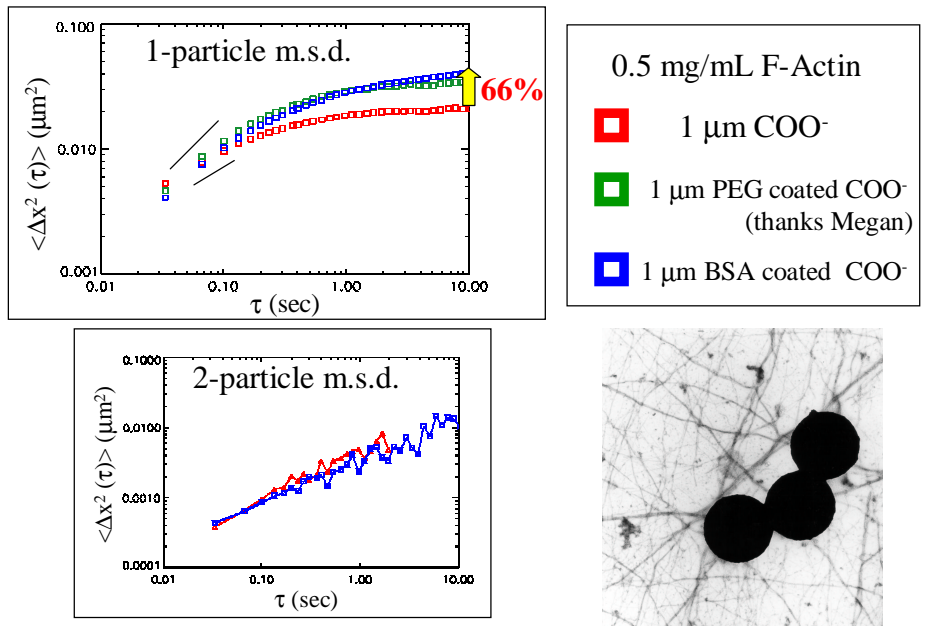 1-particle m.s.d.
0.100
0.010
0.001
<Δx² (τ)> (μm²)
66%
0.01
0.10
1.00
10.00
τ (sec)
0.5 mg/mL F-Actin
1 μm COO⁻
1 μm PEG coated COO⁻
(thanks Megan)
1 μm BSA coated COO⁻
2-particle m.s.d.
0.1000
0.0100
0.0010
0.0001
<Δx² (τ)> (μm²)
0.01
0.10
1.00
10.00
τ (sec)